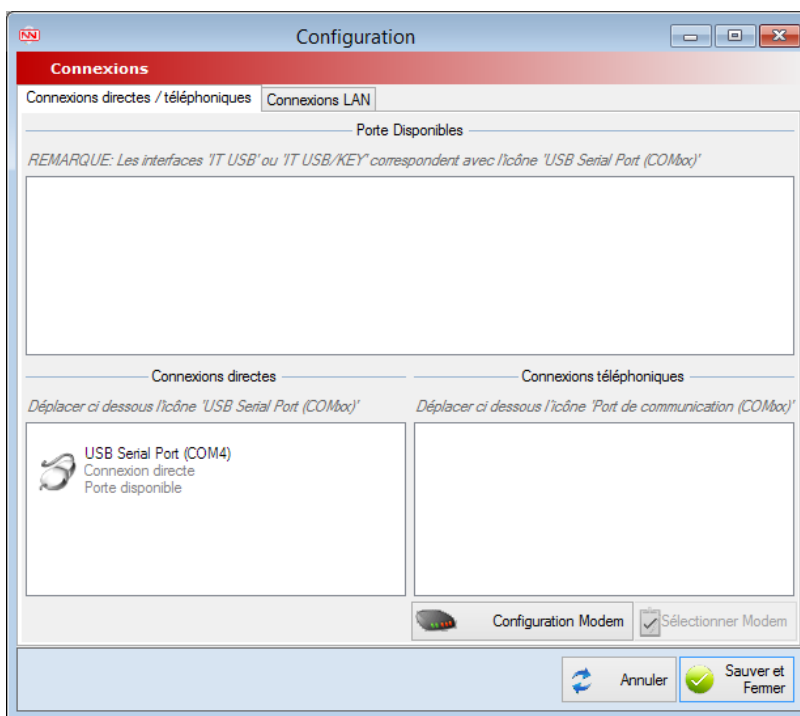 Configuration
Connexions
Connexions directes / téléphoniques
Connexions LAN
Porte Disponibles
REMARQUE: Les interfaces 'IT USB' ou 'IT USB/KEY' correspondent avec l'icône 'USB Serial Port (COMxx)'
Connexions directes
Connexions téléphoniques
Déplacer ci dessous l'icône 'USB Serial Port (COMxx)'
Déplacer ci dessous l'icône 'Port de communication (COMxx)'
USB Serial Port (COM4)
Connexion directe
Porte disponible
Configuration Modem
Sélectionner Modem
Annuler
Sauver et
Fermer